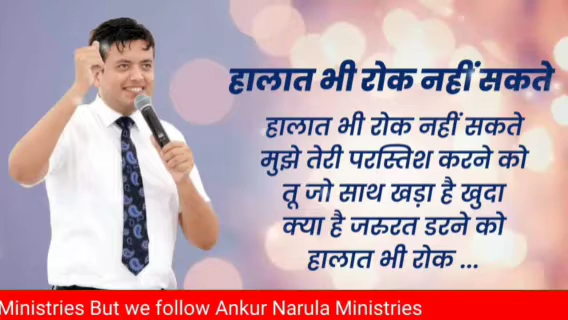 हालात भी रोक नहीं सकते
हालात भी रोक नहीं सकते
मुझे तेरी परस्तिश करने को
तू जो साथ खड़ा है खुदा
क्या है जरुरत डरने को
हालात भी रोक ...
Ministries But we follow Ankur Narula Ministries